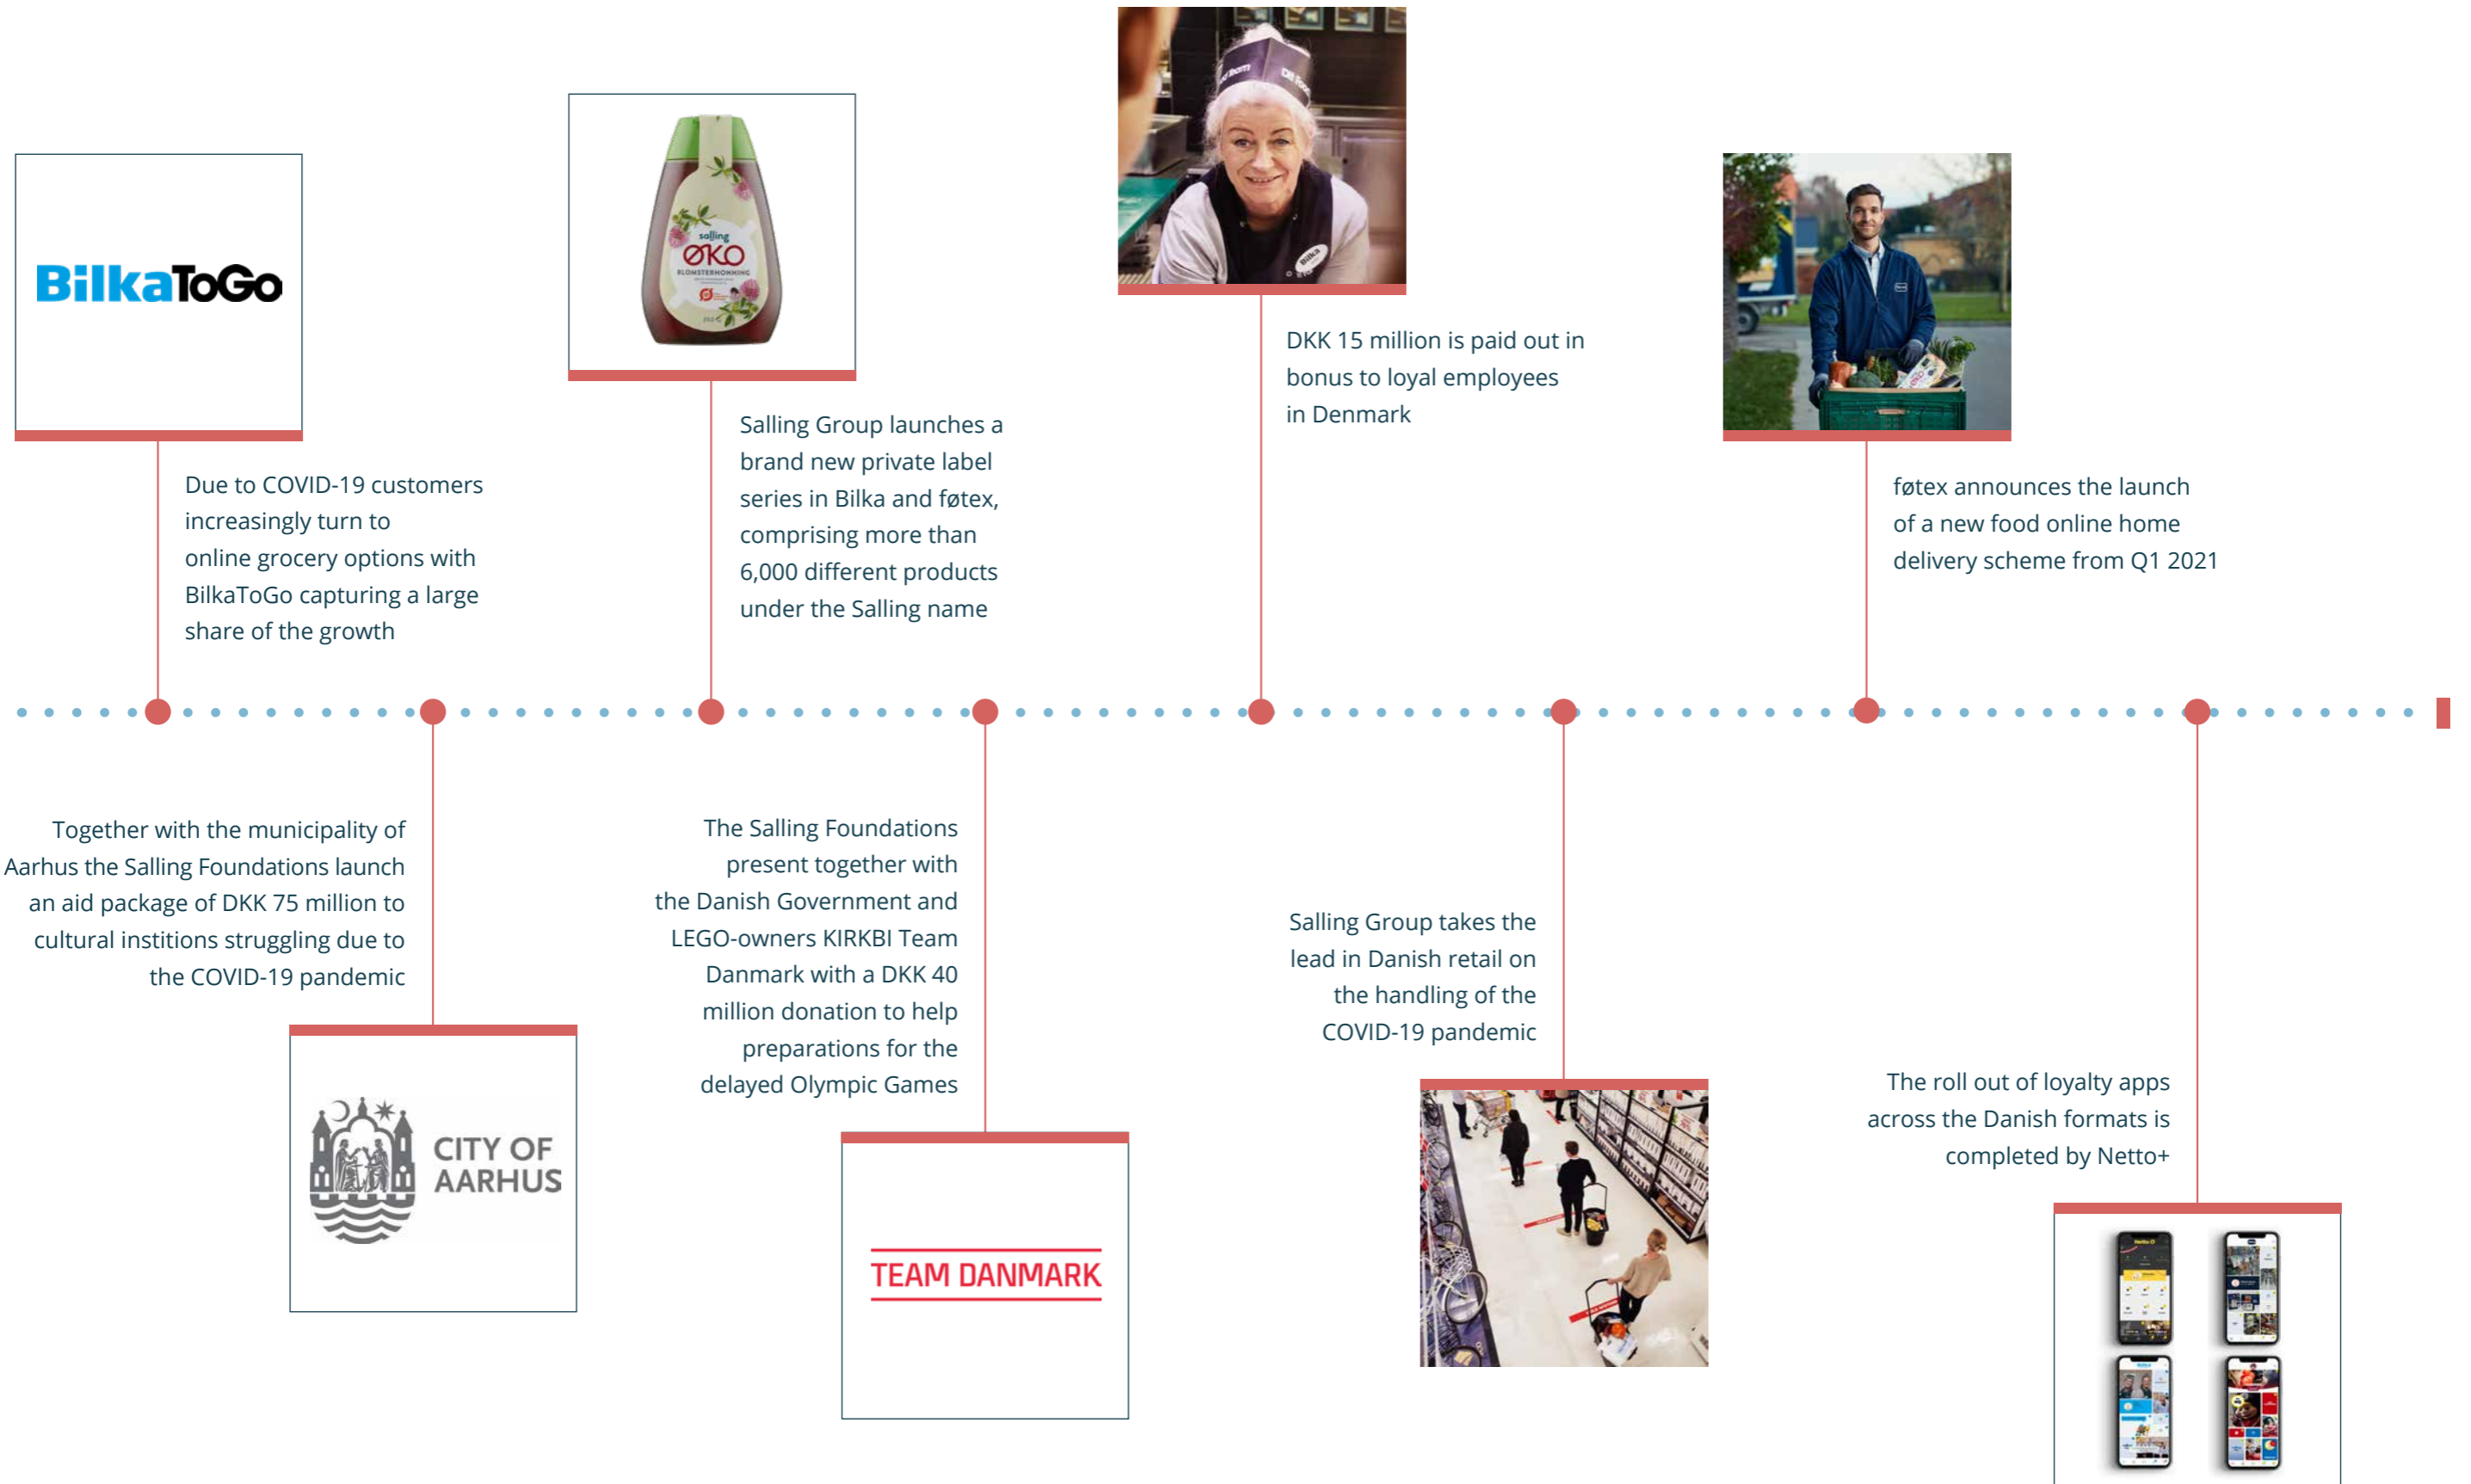 BilkaToGo
Due to COVID-19 customers
increasingly turn to
online grocery options with
BilkaToGo capturing a large
share of the growth
Together with the municipality of
Aarhus the Salling Foundations launch
an aid package of DKK 75 million to
cultural institions struggling due to
the COVID-19 pandemic
CITY OF
AARHUS
salling
ØKO
BLOMSTERHONNING
Salling Group launches a
brand new private label
series in Bilka and føtex,
comprising more than
6,000 different products
under the Salling name
The Salling Foundations
present together with
the Danish Government and
LEGO-owners KIRKBI Team
Danmark with a DKK 40
million donation to help
preparations for the
delayed Olympic Games
TEAM DANMARK
Bilka
DKK 15 million is paid out in
bonus to loyal employees
in Denmark
Salling Group takes the
lead in Danish retail on
the handling of the
COVID-19 pandemic
ØKO
føtex announces the launch
of a new food online home
delivery scheme from Q1 2021
The roll out of loyalty apps
across the Danish formats is
completed by Netto+